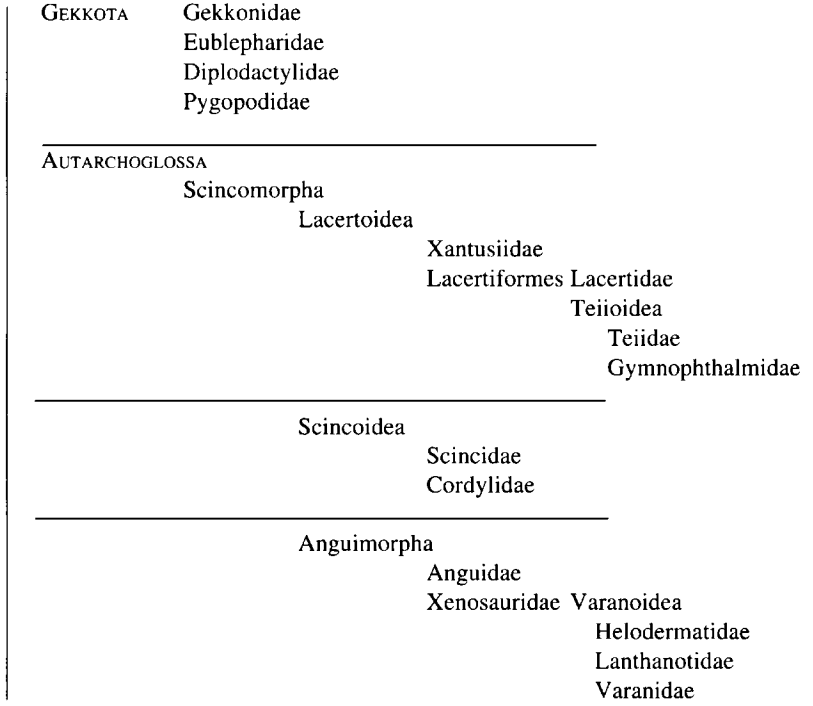 GEKKOTA Gekkonidae
Eublepharidae
Diplodactylidae
Pygopodidae
AUTARCHOGLOSSA
Scincomorpha
Lacertoidea
Xantusiidae
Lacertiformes Lacertidae
Teiioidea
Teiidae
Gymnophthalmidae
Scincoidea
Scincidae
Cordylidae
Anguimorpha
Anguidae
Xenosauridae Varanoidea
Helodermatidae
Lanthanotidae
Varanidae